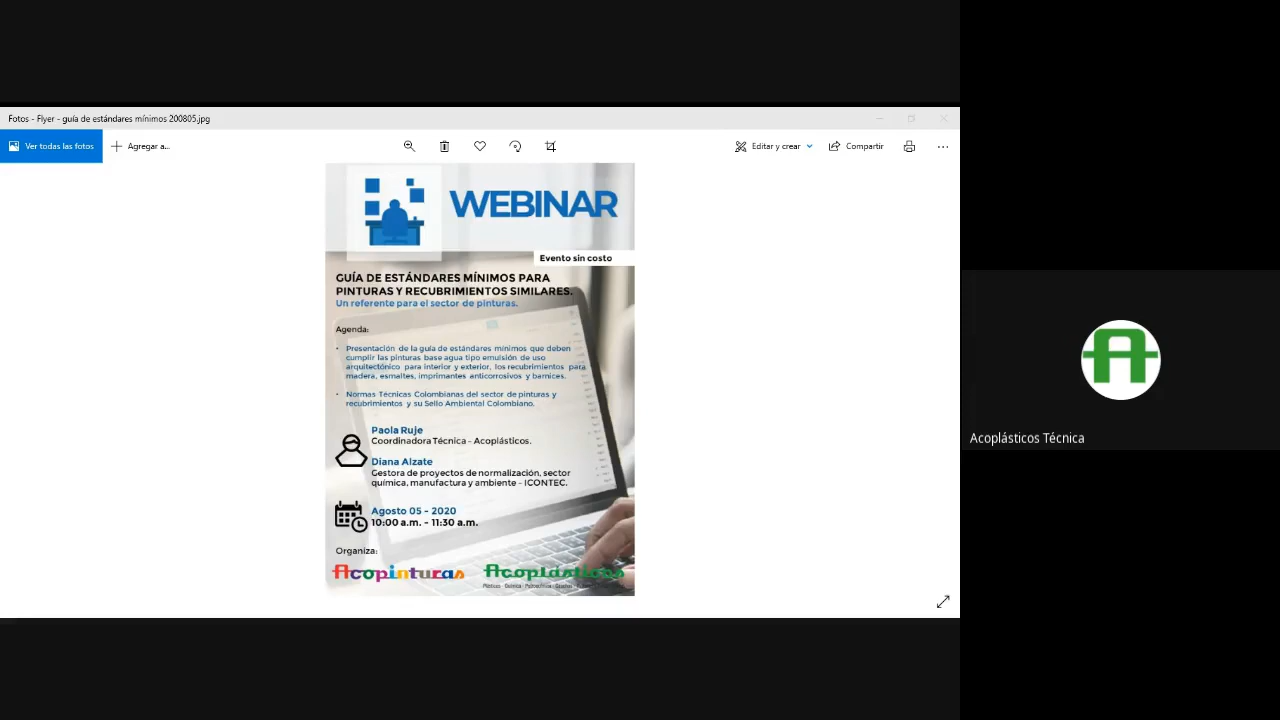 Fotos - Flyer - guía de estándares mínimos 200805.jpg
Ver todas las fotos
Agregar a...
Editar y crear
Compartir
WEBINAR
Evento sin costo
GUÍA DE ESTÁNDARES MÍNIMOS PARA
PINTURAS Y RECUBRIMIENTOS SIMILARES.
Un referente para el sector de pinturas.
Agenda:
• Presentación de la guía de estándares mínimos que deben
cumplir las pinturas base agua tipo emulsión de uso
arquitectónico para interior y exterior, los recubrimientos para
madera, esmaltes, imprimantes anticorrosivos y barnices.
• Normas Técnicas Colombianas del sector de pinturas y
recubrimientos y su Sello Ambiental Colombiano.
Paola Ruje
Coordinadora Técnica - Acoplásticos.
Diana Alzate
Gestora de proyectos de normalización, sector
química, manufactura y ambiente - ICONTEC.
Agosto 05 - 2020
10:00 a.m. - 11:30 a.m.
Organiza:
Acopinturas Acoplásticos
Acoplásticos Técnica